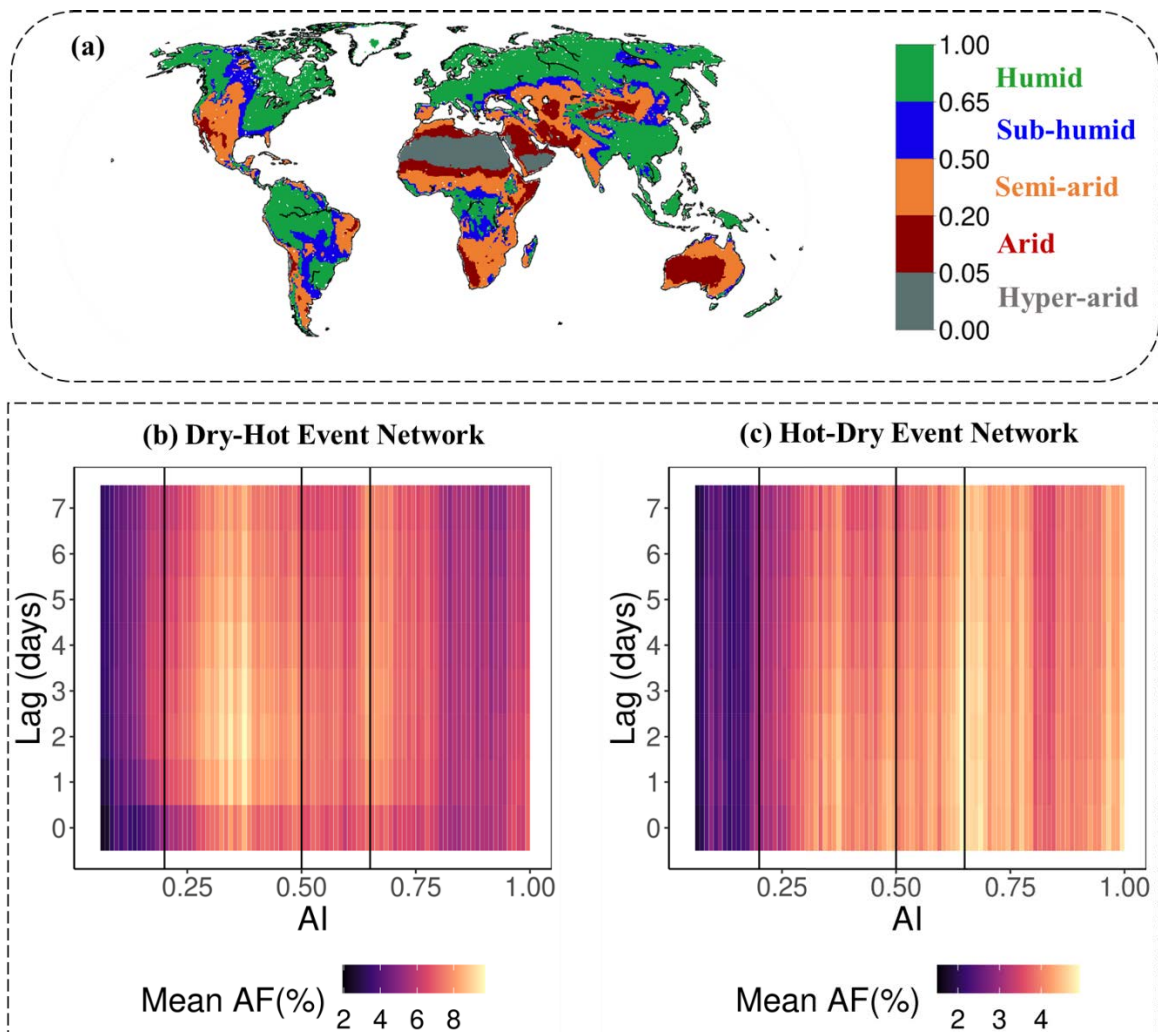 (a)
1.00
Humid
0.65
Sub-humid
0.50
Semi-arid
0.20
Arid
0.05
Hyper-arid
0.00
(b) Dry-Hot Event Network
Lag (days)
7
6
5
4
3
2
1
0
0.25 0.50 0.75 1.00
AI
Mean AF(%)
2 4 6 8
(c) Hot-Dry Event Network
Lag (days)
7
6
5
4
3
2
1
0
0.25 0.50 0.75 1.00
AI
Mean AF(%)
2 3 4